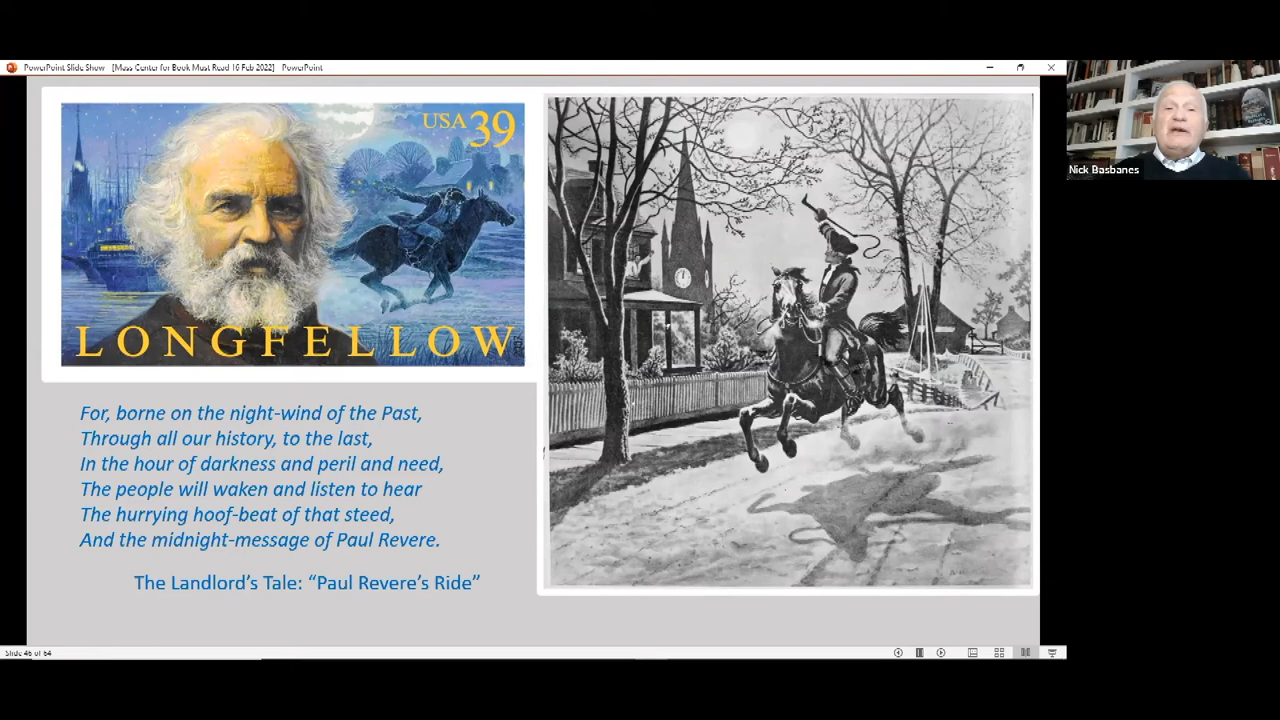 PowerPoint Slide Show - [Mass Center for Book Must Read 16 Feb 2022] - PowerPoint
USA 39
LONGFELLOW
For, borne on the night-wind of the Past,
Through all our history, to the last,
In the hour of darkness and peril and need,
The people will waken and listen to hear
The hurrying hoof-beat of that steed,
And the midnight-message of Paul Revere.
The Landlord's Tale: “Paul Revere's Ride”
Nick Basbanes
Slide 46 of 64